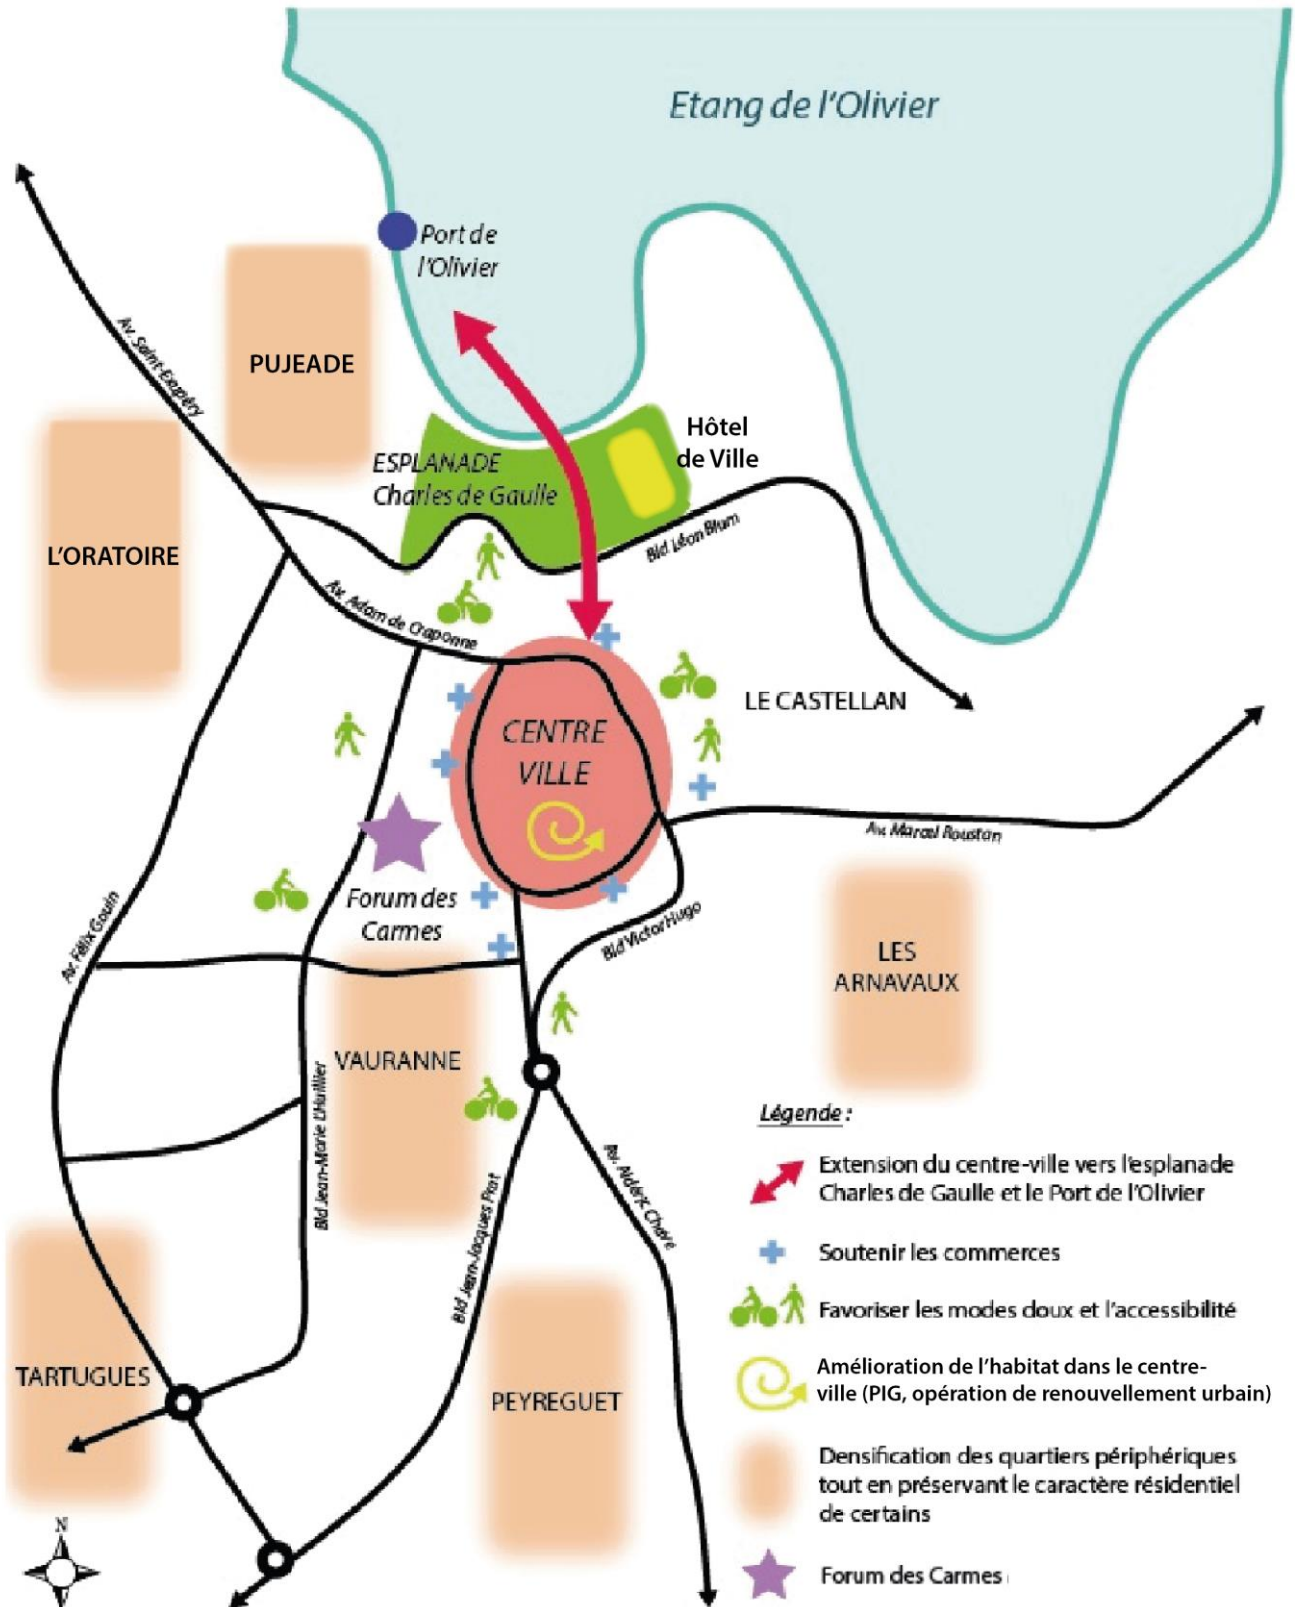 Etang de l'Olivier
Port de
l'Olivier
Av. Saint-Exupéry
PUJEADE
Hôtel
de Ville
ESPLANADE
Charles de Gaulle
Bld Léon Blum
L'ORATOIRE
Av. Adam de Craponne
LE CASTELLAN
CENTRE
VILLE
Av. Marcel Roustan
Forum des
Carmes
Av. Félix Gouin
Bld Victor Hugo
LES
ARNAVAUX
VAURANNE
Bld Jean-Marie L'Huillier
Bld Jean-Jacques Prat
Av. Aldéric Chave
TARTUGUES
PEYREGUET
N
Légende :
Extension du centre-ville vers l'esplanade
Charles de Gaulle et le Port de l'Olivier
Soutenir les commerces
Favoriser les modes doux et l'accessibilité
Amélioration de l'habitat dans le centre-
ville (PIG, opération de renouvellement urbain)
Densification des quartiers périphériques
tout en préservant le caractère résidentiel
de certains
Forum des Carmes